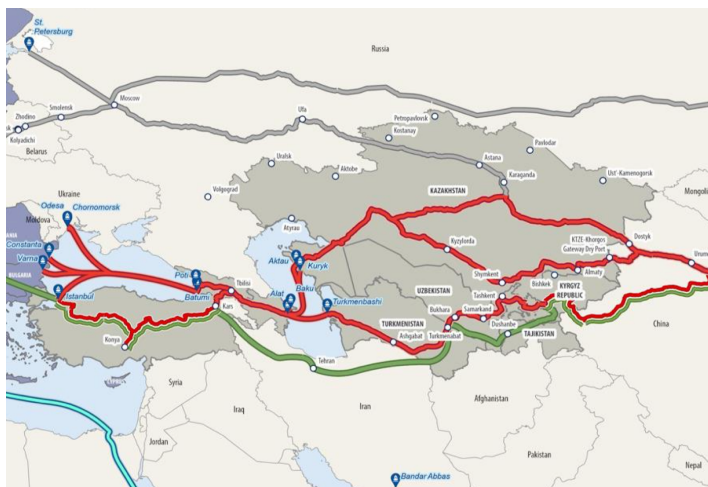 St.
Petersburg
Russia
Moscow
Smolensk
Zhodino
Kolyadichi
Belarus
Ufa
Petropavlovsk
Kostanay
Pavlodar
Uralsk
Aktobe
Astana
Karaganda
Ust'-Kamenogorsk
Volgograd
KAZAKHSTAN
Ukraine
Odesa
Chornomorsk
Moldova
Atyrau
Constanta
Varna
BULGARIA
Aktau
Kuryk
Kyzylorda
KTZE-Khorgos
Gateway Dry Port
Dostyk
Urum
Mongoli
Istanbul
Poti
Batumi
Tbilisi
Kars
Alat
Baku
Turkmenbashi
Shymkent
Almaty
Bishkek
KYRGYZ
REPUBLIC
UZBEKISTAN
Tashkent
Bukhara
Samarkand
TURKMENISTAN
Turkmenabat
Dushanbe
TAJIKISTAN
Ashgabat
China
Konya
Tehran
Syria
Iraq
Iran
Afghanistan
Jordan
Pakistan
Nepal
Bandar Abbas